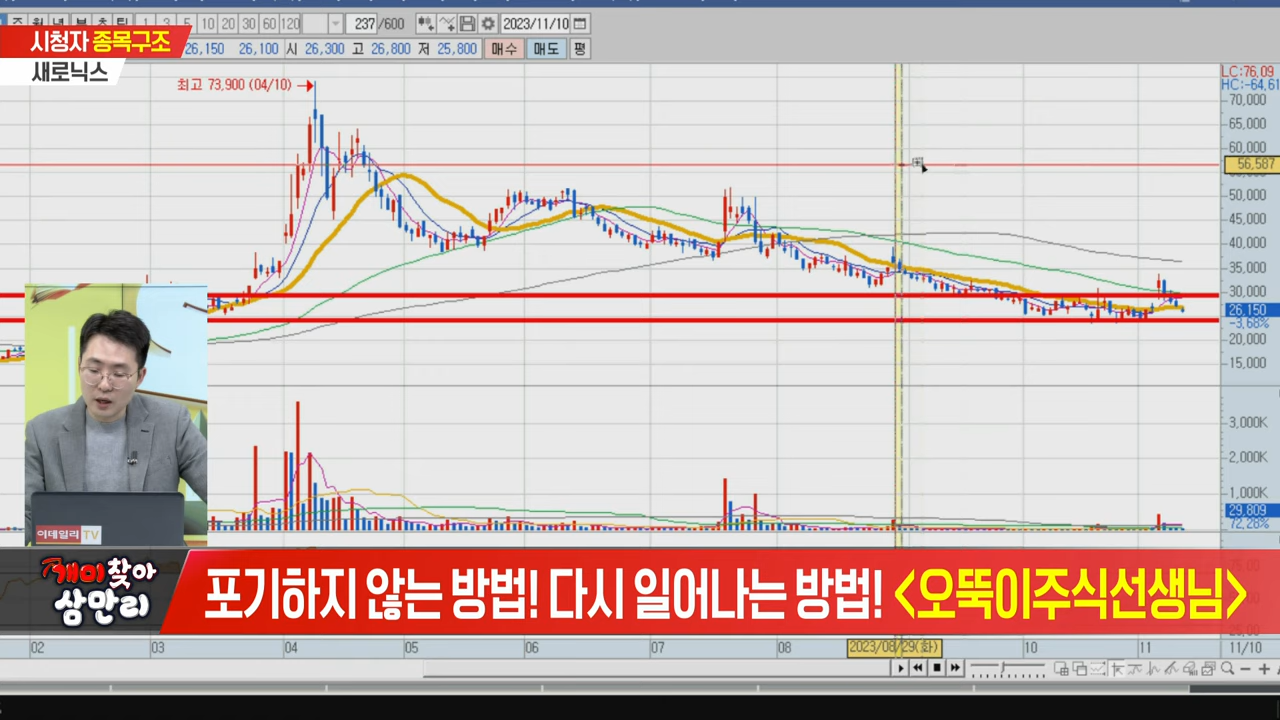 1 3 5 10 20 30 60 120 237 /600 2023/11/10
시청자 종목구조
26,150 26,100 시 26,300 고 26,800 저 25,800 매수 매도 평
새로닉스
최고 73,900 (04/10)
LC:76.09
HC:-64.61
70,000
65,000
60,000
56,587
50,000
45,000
40,000
35,000
30,000
26,150
-3.68%
20,000
15,000
3,000K
2,000K
1,000K
29,809
72.28%
이데일리 TV
개미찾아
삼만리
포기하지 않는 방법! 다시 일어나는 방법! <오뚝이주식선생님>
02 03 04 05 06 07 08 2023/08/29(화) 10 11 11/10